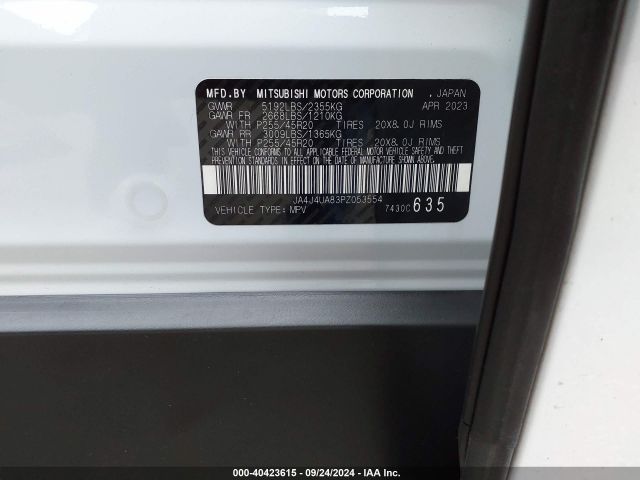 MFD.BY MITSUBISHI MOTORS CORPORATION . JAPAN
GVWR 5192LBS/2355KG APR 2023
GAWR FR 2668LBS/1210KG
WITH P255/45R20 TIRES 20X8.0J RIMS
GAWR RR 3009LBS/1365KG
WITH P255/45R20 TIRES 20X8.0J RIMS
THIS VEHICLE CONFORMS TO ALL APPLICABLE FEDERAL MOTOR VEHICLE SAFETY AND
THEFT PREVENTION STANDARDS IN EFFECT ON THE DATE OF MANUFACTURE SHOWN ABOVE.
JA4J4UA83PZ053554
VEHICLE TYPE:MPV 7430C 635
000-40423615 - 09/24/2024 - IAA Inc.